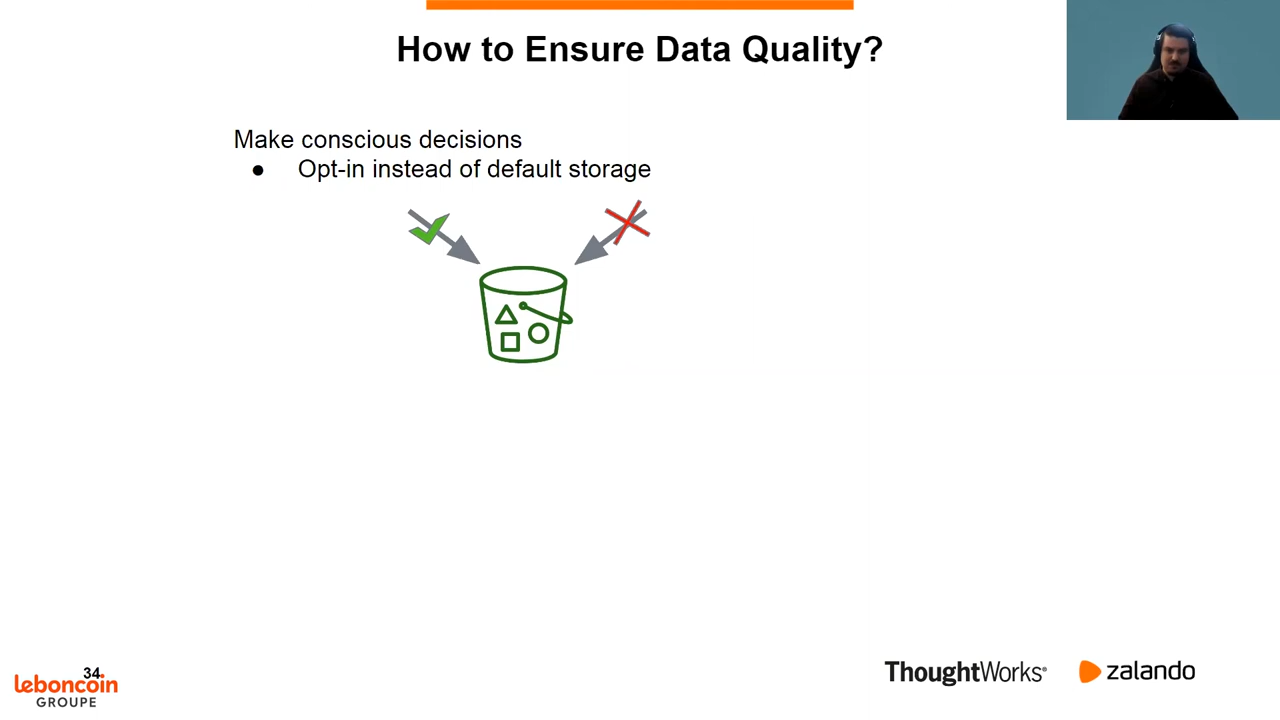 How to Ensure Data Quality?
Make conscious decisions
● Opt-in instead of default storage
34
leboncoin
GROUPE
ThoughtWorks®
zalando